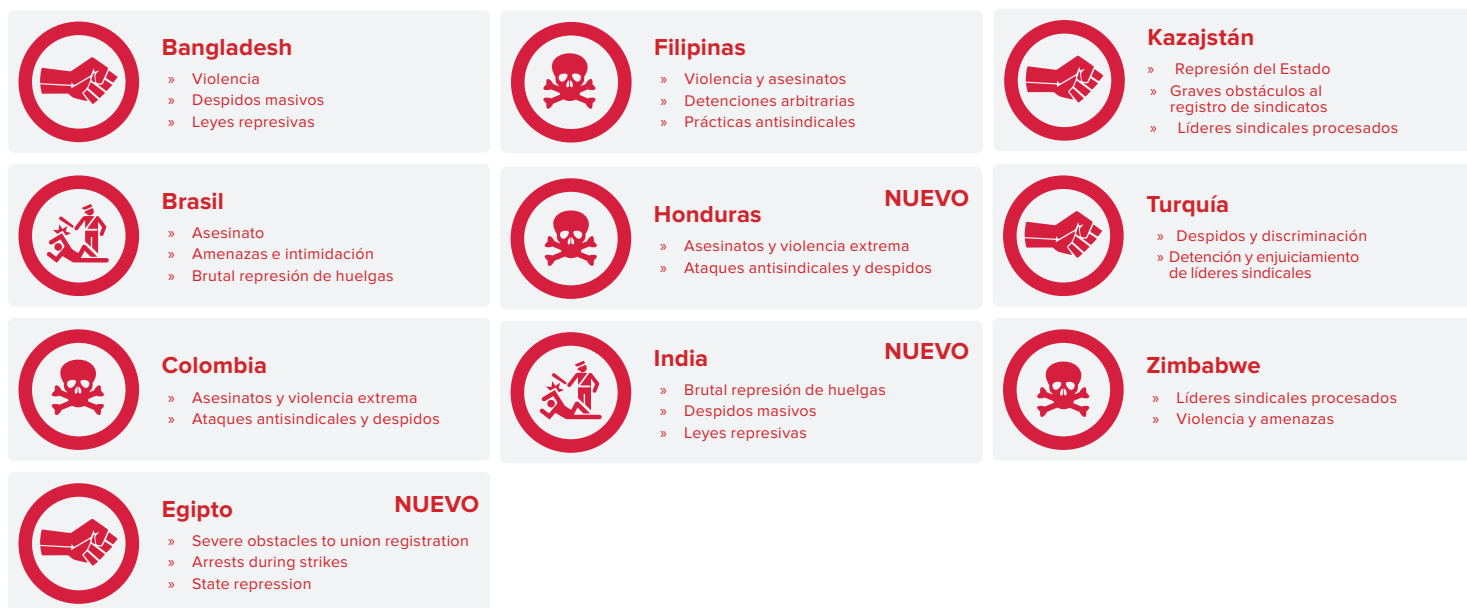 Bangladesh
» Violencia
» Despidos masivos
» Leyes represivas
Brasil
» Asesinato
» Amenazas e intimidación
» Brutal represión de huelgas
Colombia
» Asesinatos y violencia extrema
» Ataques antisindicales y despidos
Egipto
NUEVO
» Severe obstacles to union registration
» Arrests during strikes
» State repression
Filipinas
» Violencia y asesinatos
» Detenciones arbitrarias
» Prácticas antisindicales
Honduras
NUEVO
» Asesinatos y violencia extrema
» Ataques antisindicales y despidos
India
NUEVO
» Brutal represión de huelgas
» Despidos masivos
» Leyes represivas
Kazajstán
» Represión del Estado
» Graves obstáculos al
registro de sindicatos
» Líderes sindicales procesados
Turquía
» Despidos y discriminación
» Detención y enjuiciamiento
de líderes sindicales
Zimbabwe
» Líderes sindicales procesados
» Violencia y amenazas